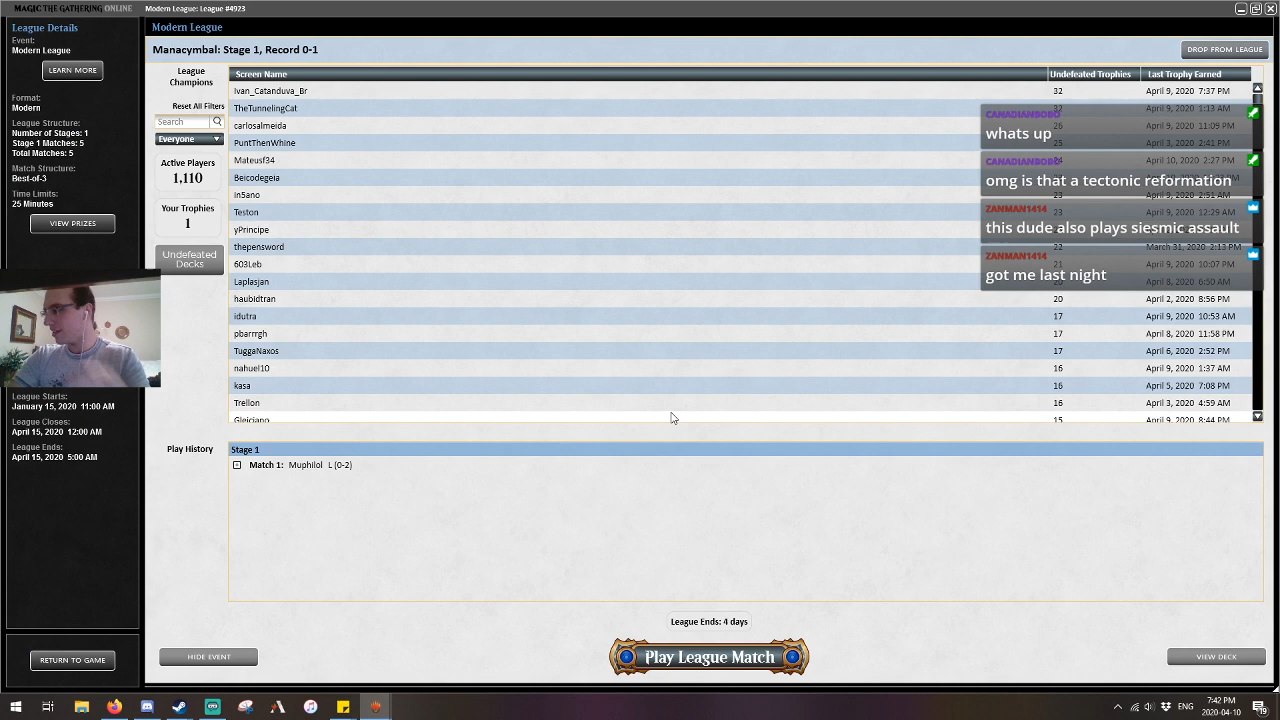 MAGIC THE GATHERING ONLINE
Modern League: League #4923
League Details
Event:
Modern League
LEARN MORE
Format:
Modern
League Structure:
Number of Stages: 1
Stage 1 Matches: 5
Total Matches: 5
Match Structure:
Best-of-3
Time Limits:
25 Minutes
VIEW PRIZES
League Starts:
January 15, 2020 11:00 AM
League Closes:
April 15, 2020 12:00 AM
League Ends:
April 15, 2020 5:00 AM
RETURN TO GAME
Modern League
Manacymbal: Stage 1, Record 0-1
DROP FROM LEAGUE
League Champions
Reset All Filters
Search
Everyone
Active Players
1,110
Your Trophies
1
Undefeated Decks
Screen Name Undefeated Trophies Last Trophy Earned
Ivan_Catanduva_Br 32 April 9, 2020 7:37 PM
TheTunnelingCat 32 April 9, 2020 1:13 AM
carlosalmeida 26 April 9, 2020 11:09 PM
PuntThenWhine 25 April 3, 2020 2:41 PM
Mateusf34 24 April 10, 2020 2:27 PM
Beicodegeia
In5ano 23
Teston 23 April 9, 2020 12:29 AM
yPrincipe
thepensword 22 March 31, 2020 2:13 PM
603Leb 21 April 9, 2020 10:07 PM
Laplasjan 20 April 8, 2020 6:50 AM
haubidtran 20 April 2, 2020 8:56 PM
idutra 17 April 9, 2020 10:53 AM
pbarrrgh 17 April 8, 2020 11:58 PM
TuggaNaxos 17 April 6, 2020 2:52 PM
nahuel10 16 April 9, 2020 1:37 AM
kasa 16 April 5, 2020 7:08 PM
Trellon 16 April 3, 2020 4:59 AM
Gleiciano 15 April 9, 2020 8:44 PM
CANADIANBOBO
whats up
CANADIANBOBO
omg is that a tectonic reformation
ZANMAN1414
this dude also plays siesmic assault
ZANMAN1414
got me last night
Play History
Stage 1
Match 1: Muphilol L (0-2)
League Ends: 4 days
HIDE EVENT
Play League Match
VIEW DECK
ENG
7:42 PM
2020-04-10
19